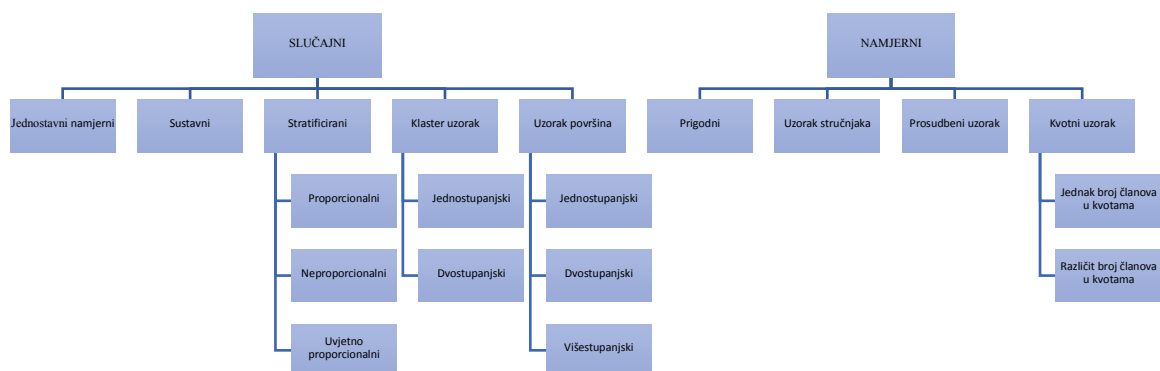 SLUČAJNI
NAMJERNI
Jednostavni namjerni
Sustavni
Stratificirani
Klaster uzorak
Uzorak površina
Prigodni
Uzorak stručnjaka
Prosudbeni uzorak
Kvotni uzorak
Proporcionalni
Jednostupanjski
Jednostupanjski
Jednak broj članova
u kvotama
Neproporcionalni
Dvostupanjski
Dvostupanjski
Različit broj članova
u kvotama
Uvjetno
proporcionalni
Višestupanjski